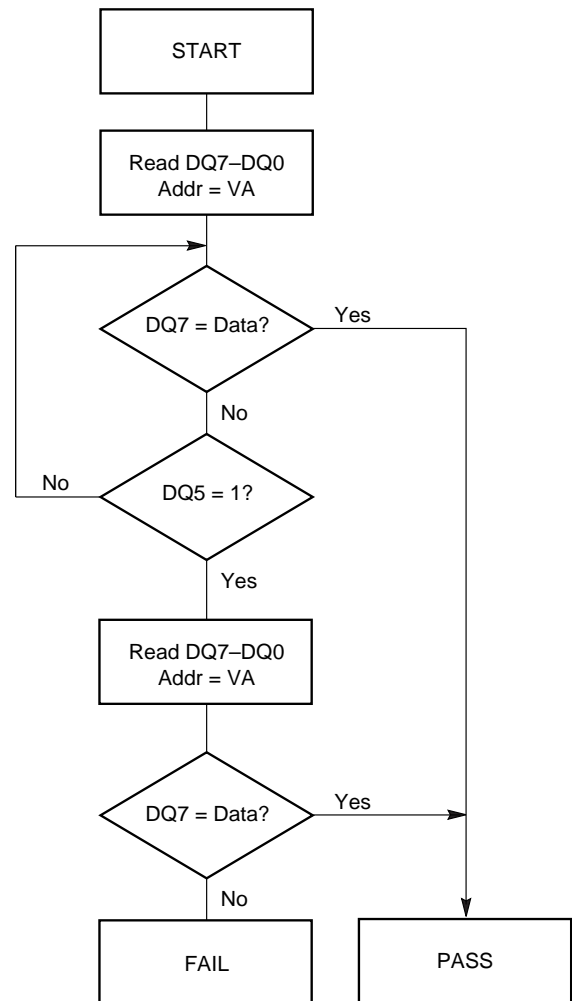 START
Read DQ7–DQ0
Addr = VA
DQ7 = Data?
Yes
No
No
DQ5 = 1?
Yes
Read DQ7–DQ0
Addr = VA
DQ7 = Data?
Yes
No
FAIL
PASS